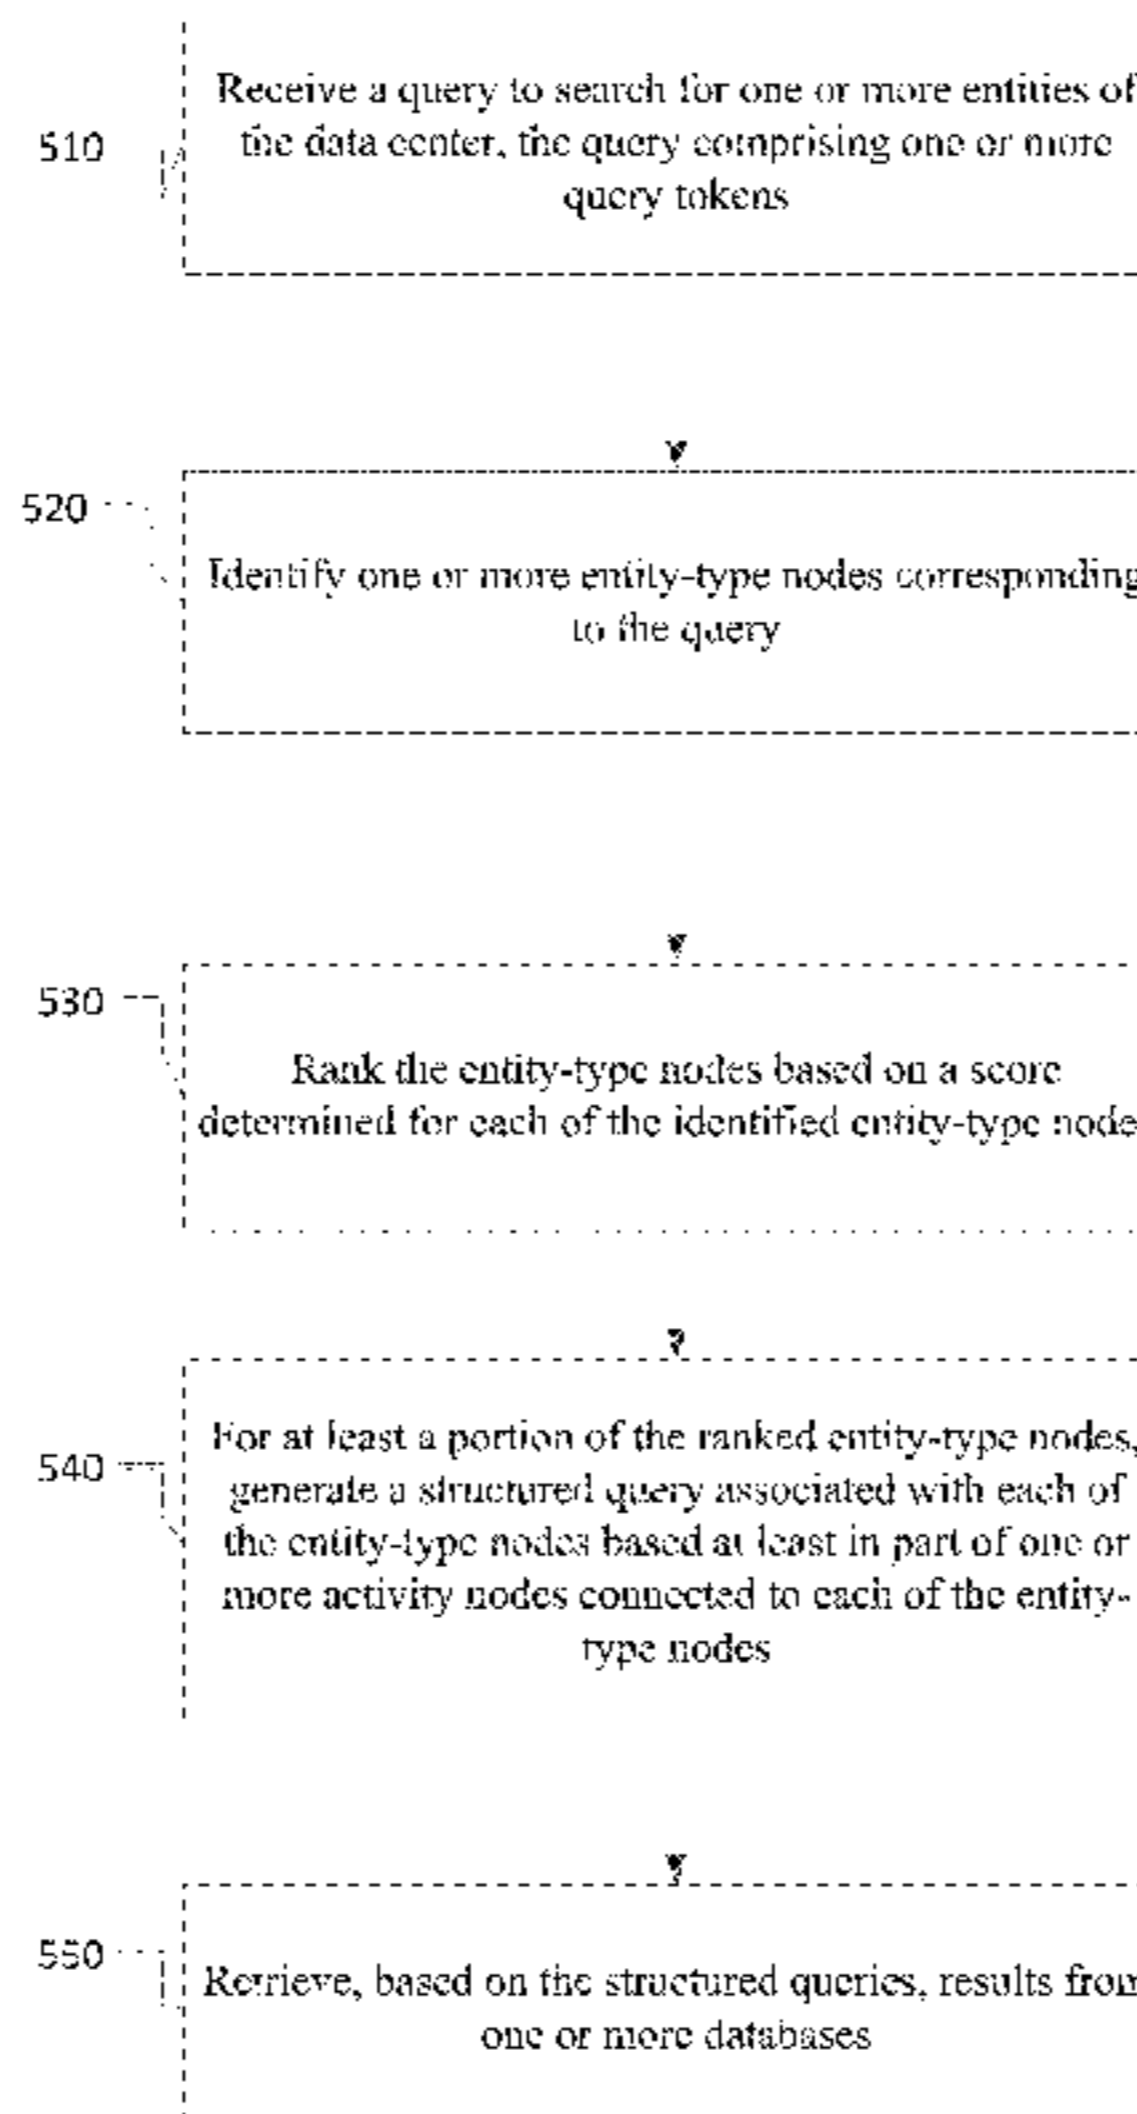 510
Receive a query to search for one or more entities of
the data center, the query comprising one or more
query tokens
520
Identify one or more entity-type nodes corresponding
to the query
530
Rank the entity-type nodes based on a score
determined for each of the identified entity-type node
540
For at least a portion of the ranked entity-type nodes,
generate a structured query associated with each of
the entity-type nodes based at least in part of one or
more activity nodes connected to each of the entity-
type nodes
550
Retrieve, based on the structured queries, results from
one or more databases